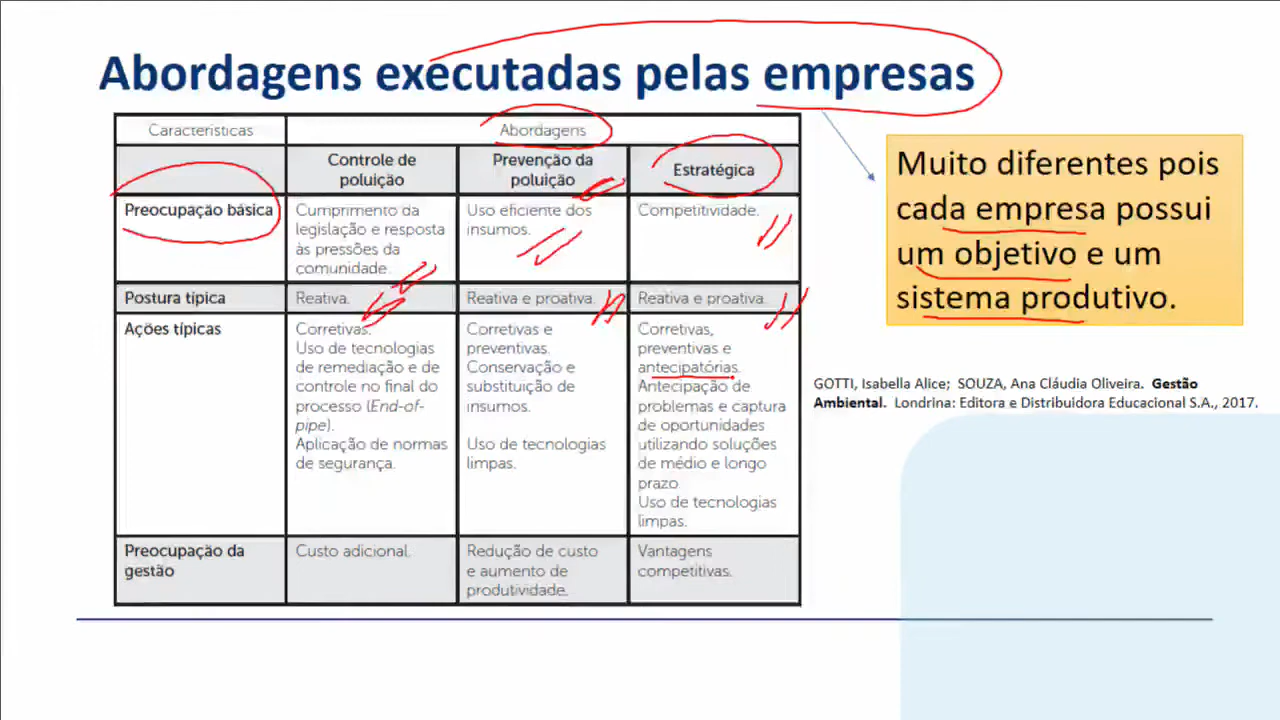 Abordagens executadas pelas empresas
Características
Abordagens
Controle de
poluição
Prevenção da
poluição
Estratégica
Preocupação básica
Cumprimento da
legislação e resposta
às pressões da
comunidade.
Uso eficiente dos
insumos.
Competitividade.
Postura típica
Reativa.
Reativa e proativa.
Reativa e proativa.
Ações típicas
Corretivas.
Uso de tecnologias
de remediação e de
controle no final do
processo (End-of-
pipe).
Aplicação de normas
de segurança.
Corretivas e
preventivas.
Conservação e
substituição de
insumos.
Uso de tecnologias
limpas.
Corretivas,
preventivas e
antecipatórias.
Antecipação de
problemas e captura
de oportunidades
utilizando soluções
de médio e longo
prazo
Uso de tecnologias
limpas.
Preocupação da
gestão
Custo adicional.
Redução de custo
e aumento de
produtividade.
Vantagens
competitivas.
Muito diferentes pois
cada empresa possui
um objetivo e um
sistema produtivo.
GOTTI, Isabella Alice; SOUZA, Ana Cláudia Oliveira. Gestão
Ambiental. Londrina: Editora e Distribuidora Educacional S.A., 2017.